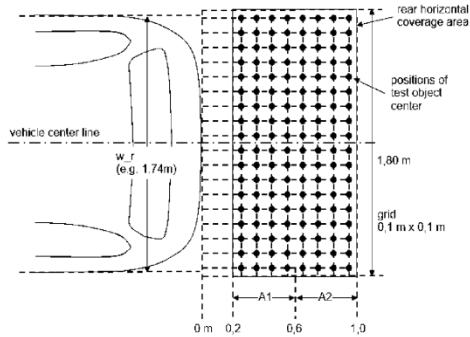 rear horizontal
coverage area
positions of
test object
center
vehicle center line
w_r
(e.g. 1.74m)
1,80 m
grid
0,1 m x 0,1 m
A1
A2
0 m
0,2
0,6
1,0